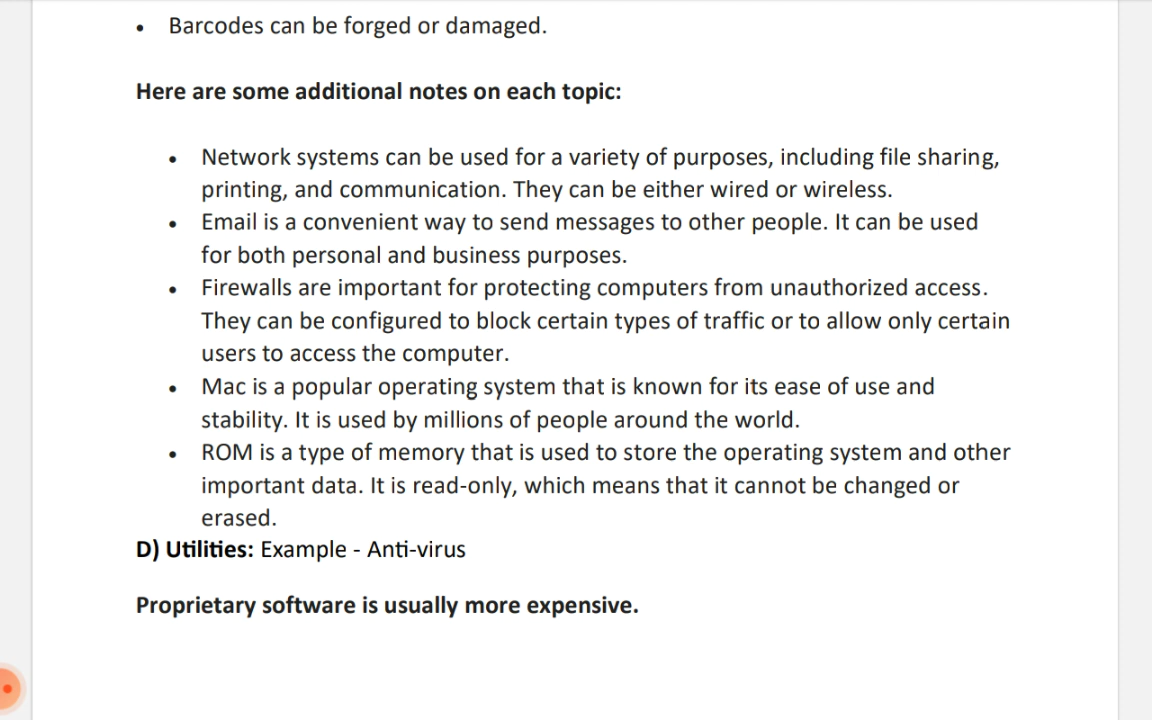 • Barcodes can be forged or damaged.
Here are some additional notes on each topic:
• Network systems can be used for a variety of purposes, including file sharing,
printing, and communication. They can be either wired or wireless.
• Email is a convenient way to send messages to other people. It can be used
for both personal and business purposes.
• Firewalls are important for protecting computers from unauthorized access.
They can be configured to block certain types of traffic or to allow only certain
users to access the computer.
• Mac is a popular operating system that is known for its ease of use and
stability. It is used by millions of people around the world.
• ROM is a type of memory that is used to store the operating system and other
important data. It is read-only, which means that it cannot be changed or
erased.
D) Utilities: Example - Anti-virus
Proprietary software is usually more expensive.